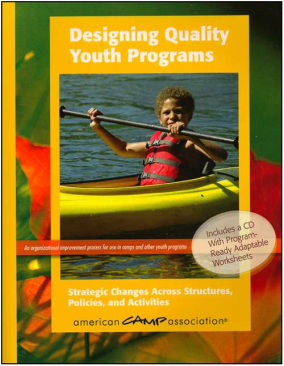 Designing Quality
Youth Programs
Includes a CD
With Program-
Ready Adaptable
Worksheets
An organizational improvement process for use in camps and other youth programs
Strategic Changes Across Structures,
Policies, and Activities
american CAMP association®